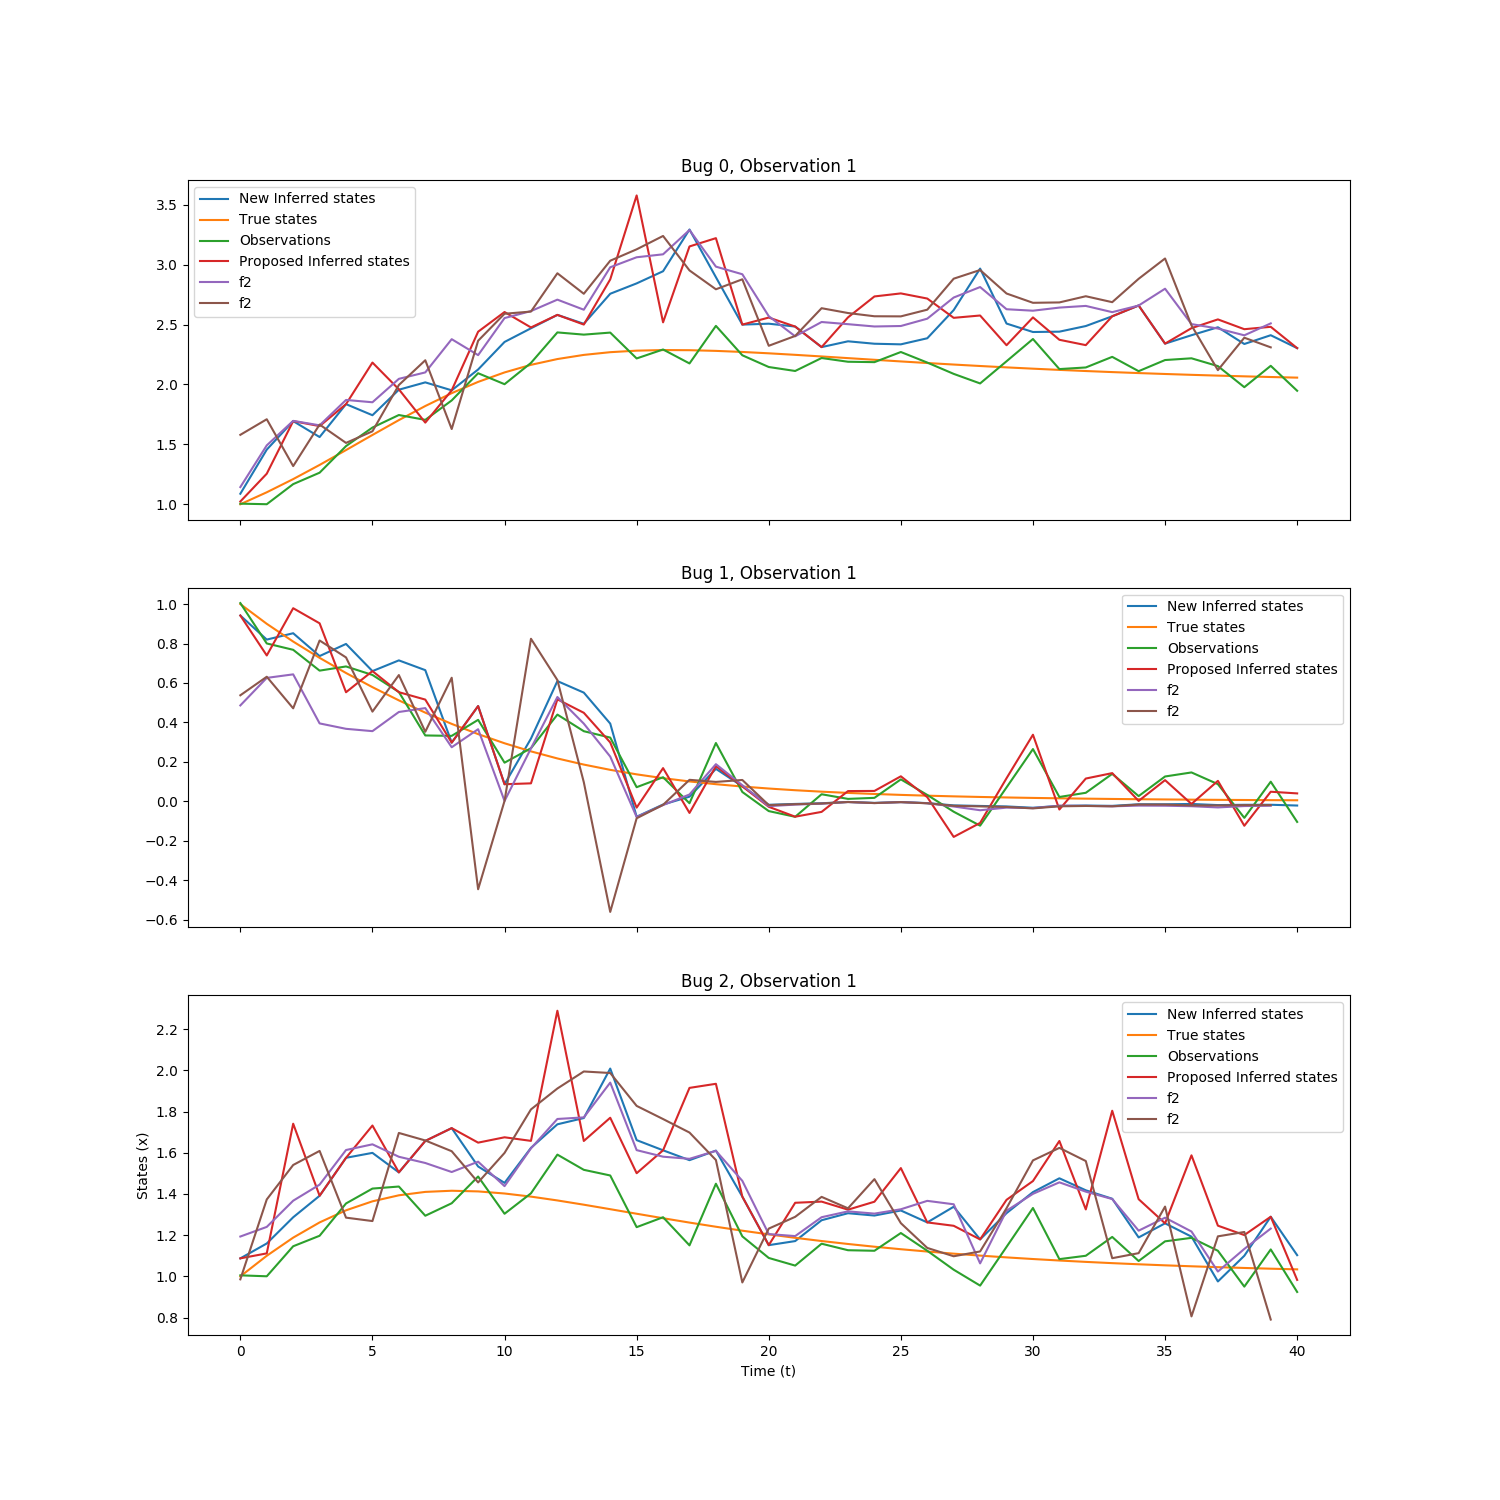 Bug 0, Observation 1
3.5
3.0
2.5
2.0
1.5
1.0
New Inferred states
True states
Observations
Proposed Inferred states
f2
f2
Bug 1, Observation 1
1.0
0.8
0.6
0.4
0.2
0.0
−0.2
−0.4
−0.6
New Inferred states
True states
Observations
Proposed Inferred states
f2
f2
Bug 2, Observation 1
States (x)
2.2
2.0
1.8
1.6
1.4
1.2
1.0
0.8
New Inferred states
True states
Observations
Proposed Inferred states
f2
f2
0 5 10 15 20 25 30 35 40
Time (t)